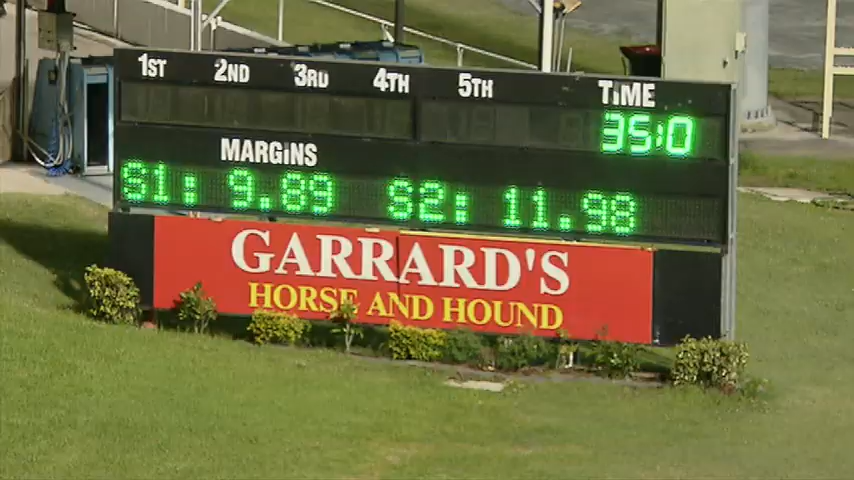 1ST 2ND 3RD 4TH 5TH TIME
35:0
MARGINS
S1: 9.89 S2: 11.98
GARRARD'S
HORSE AND HOUND